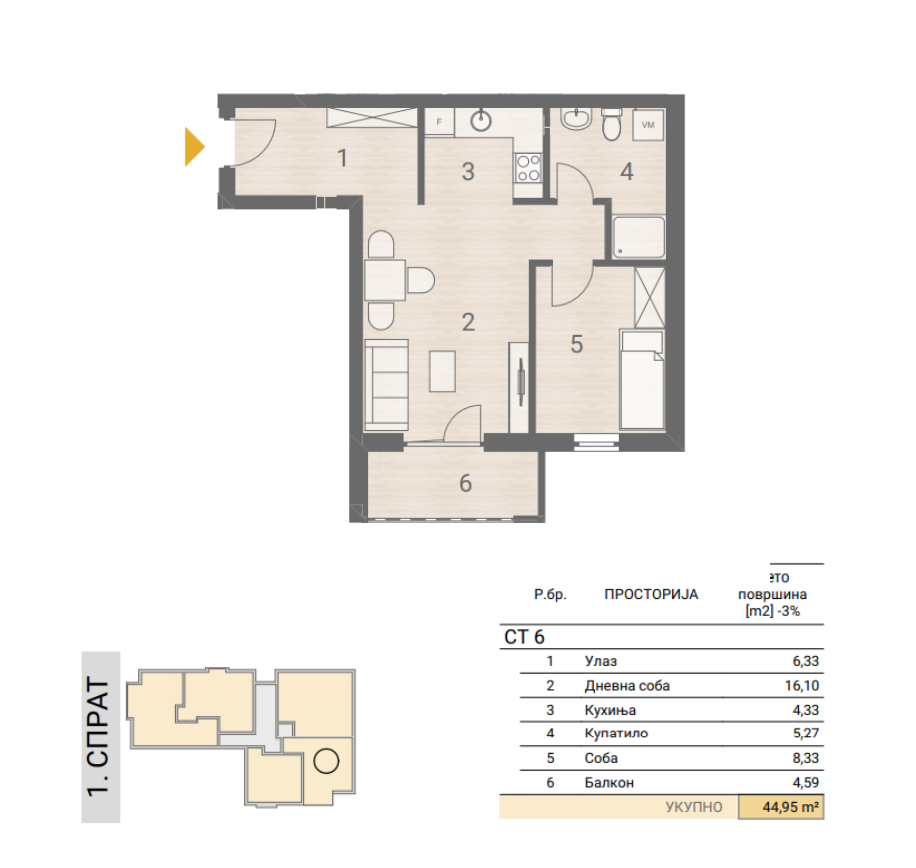 F
VM
1
3
4
2
5
6
ето
Р.бр. ПРОСТОРИЈА површина
[m2] -3%
СТ 6
1 Улаз 6,33
2 Дневна соба 16,10
3 Кухиња 4,33
4 Купатило 5,27
5 Соба 8,33
6 Балкон 4,59
УКУПНО 44,95 m²
1. СПРАТ